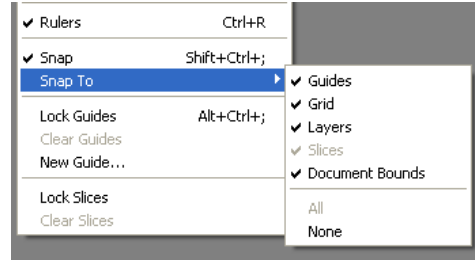 Rulers Ctrl+R
Snap Shift+Ctrl+;
Snap To
Guides
Grid
Layers
Slices
Document Bounds
All
None
Lock Guides Alt+Ctrl+;
Clear Guides
New Guide...
Lock Slices
Clear Slices